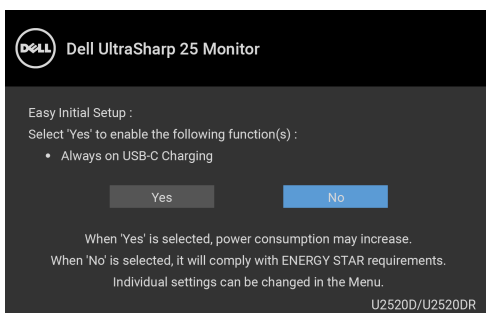 DELL Dell UltraSharp 25 Monitor
Easy Initial Setup :
Select 'Yes' to enable the following function(s) :
• Always on USB-C Charging
Yes No
When 'Yes' is selected, power consumption may increase.
When 'No' is selected, it will comply with ENERGY STAR requirements.
Individual settings can be changed in the Menu.
U2520D/U2520DR